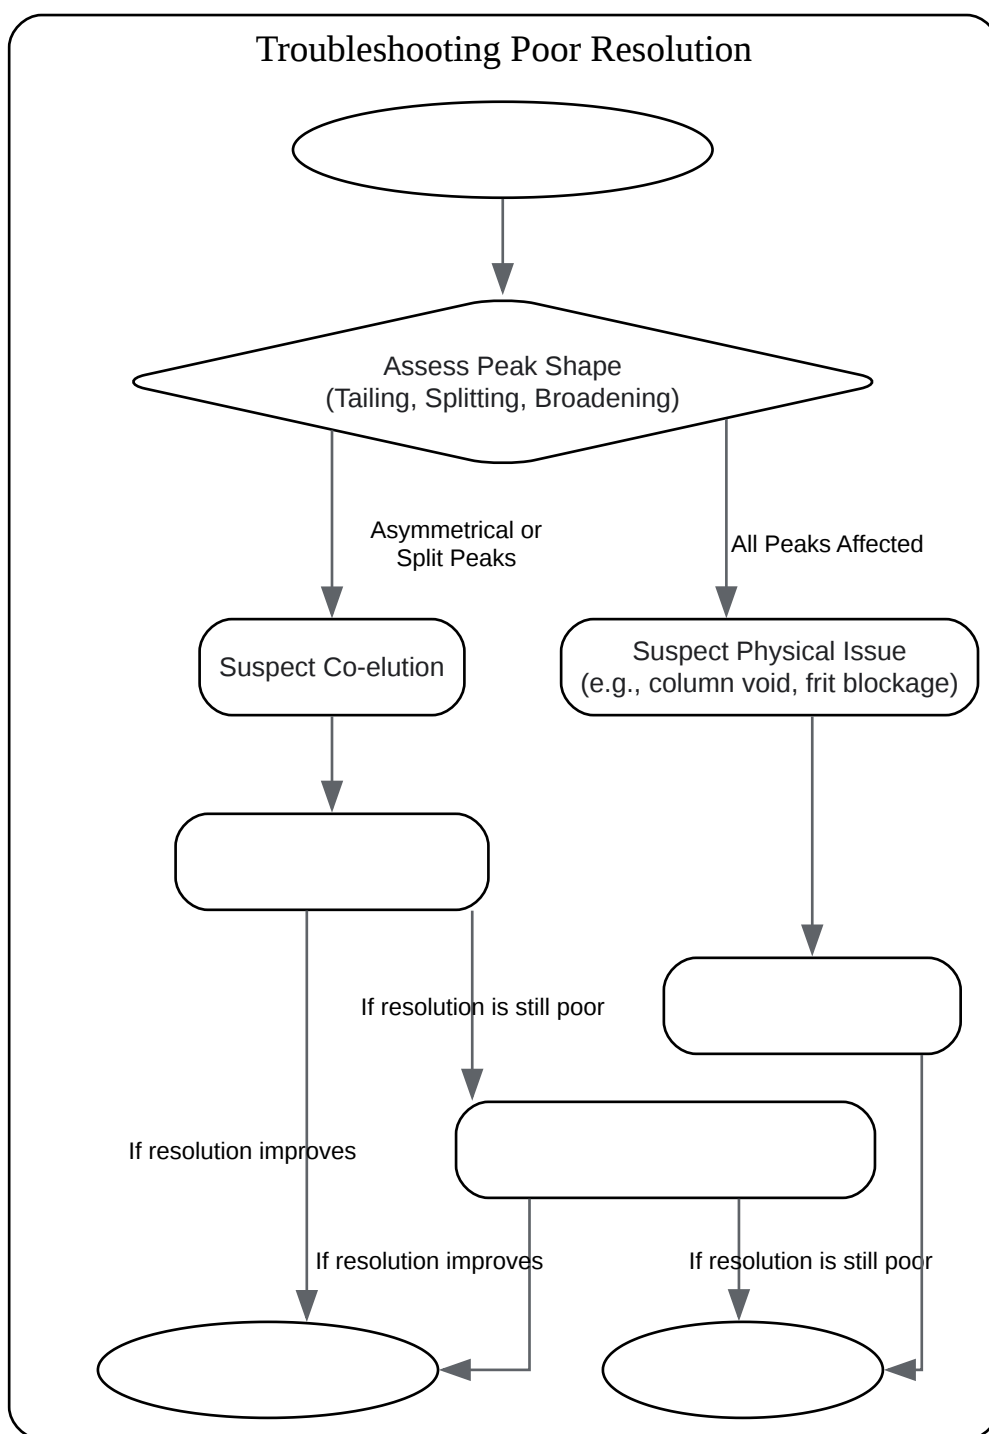 Troubleshooting Poor Resolution
Assess Peak Shape
(Tailing, Splitting, Broadening)
Asymmetrical or
Split Peaks
All Peaks Affected
Suspect Co-elution
Suspect Physical Issue
(e.g., column void, frit blockage)
If resolution is still poor
If resolution improves
If resolution improves
If resolution is still poor